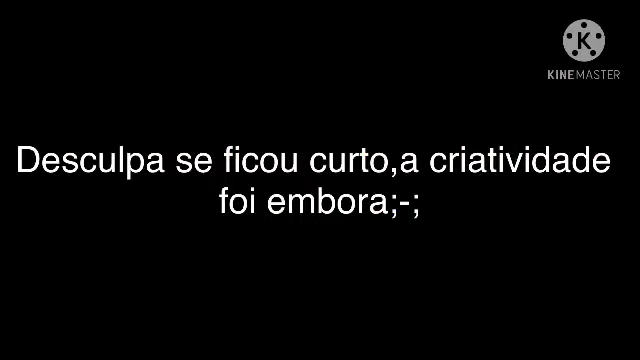 K
KINEMASTER
Desculpa se ficou curto,a criatividade
foi embora;-;